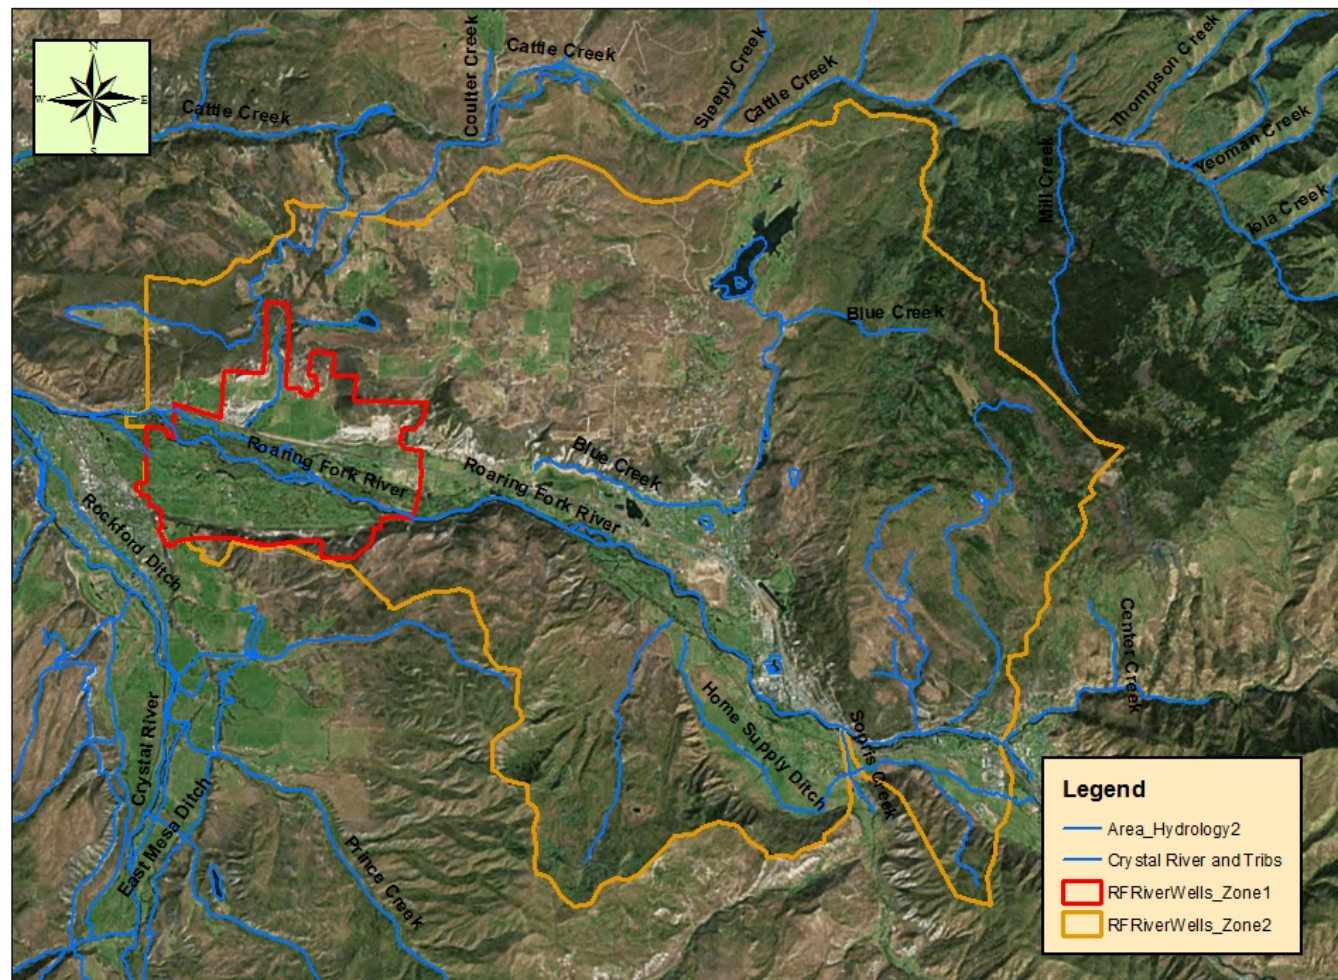 N
W
E
S
Cattle Creek
Coulter Creek
Cattle Creek
Sleepy Creek
Cattle Creek
Thompson Creek
Yeoman Creek
Iola Creek
Mill Creek
Blue Creek
Roaring Fork River
Roaring Fork River
Blue Creek
Rockford Ditch
Crystal River
East Mesa Ditch
Prince Creek
Home Supply Ditch
Sopris Creek
Center Creek
Legend
Area_Hydrology2
Crystal River and Tribs
RFRiverWells_Zone1
RFRiverWells_Zone2